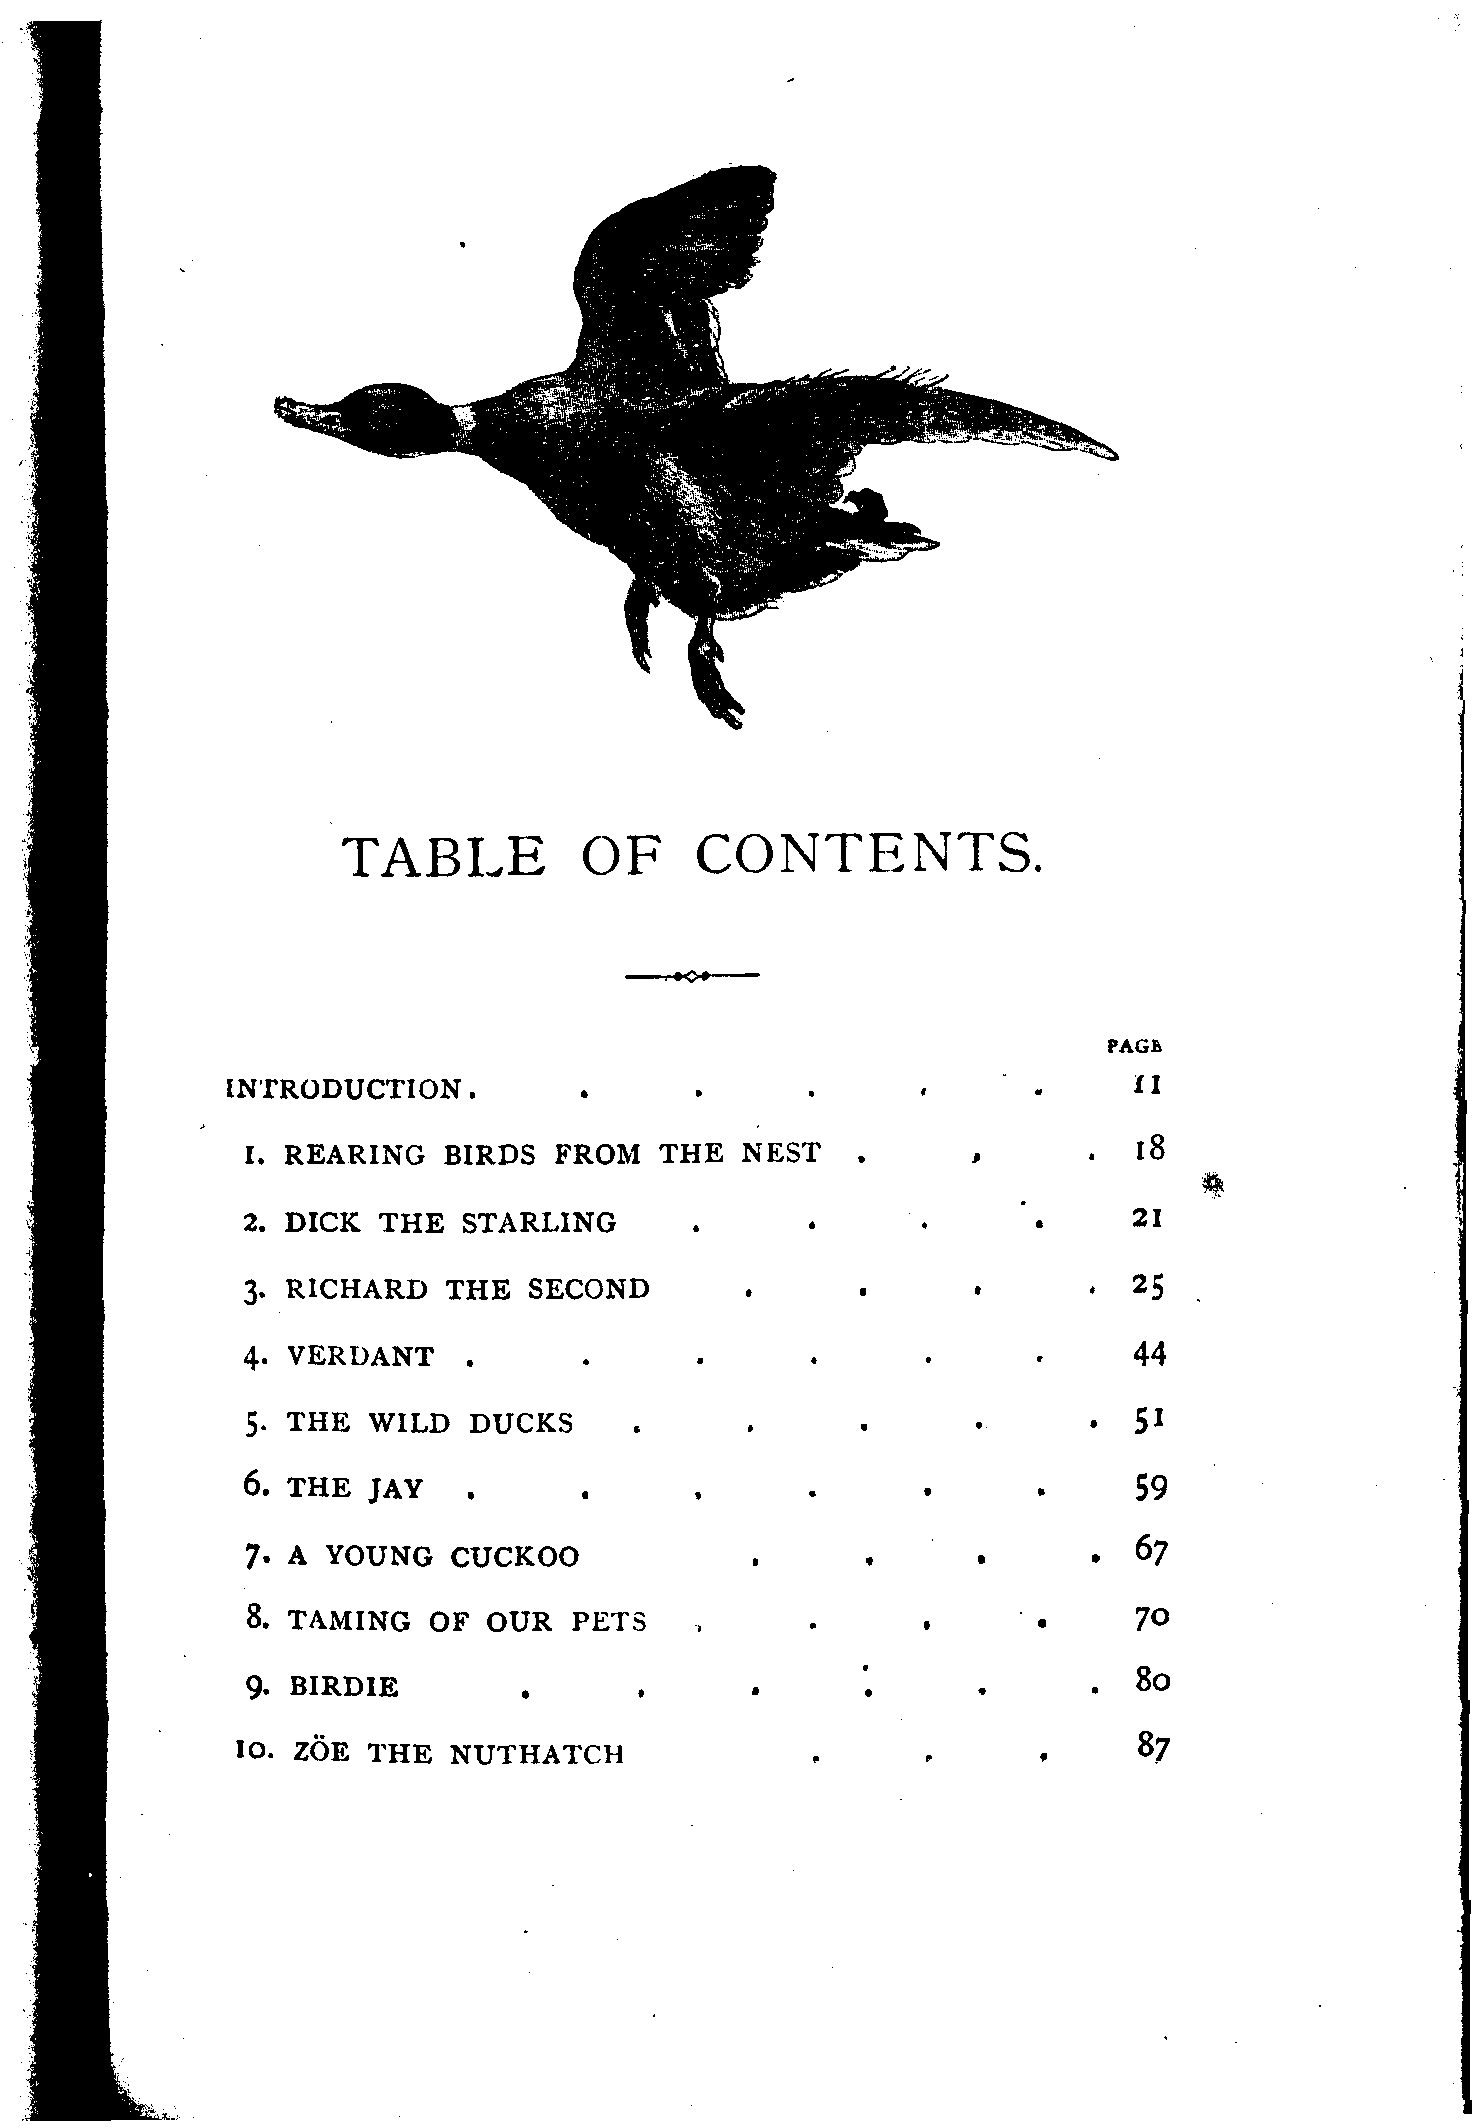 TABLE OF CONTENTS.
PAGE
INTRODUCTION . . . . . . 11
1. REARING BIRDS FROM THE NEST . . . 18
2. DICK THE STARLING . . . . 21
3. RICHARD THE SECOND . . . . 25
4. VERDANT . . . . . . 44
5. THE WILD DUCKS . . . . . 51
6. THE JAY . . . . . . 59
7. A YOUNG CUCKOO . . . . 67
8. TAMING OF OUR PETS . . . . 70
9. BIRDIE . . . . . . 80
10. ZÖE THE NUTHATCH . . . 87